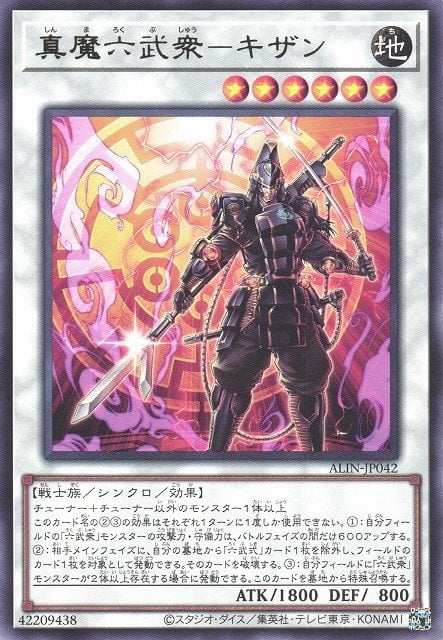 真魔六武衆－キザン
地
ALIN-JP042
【戦士族／シンクロ／効果】
チューナー＋チューナー以外のモンスター1体以上
このカード名の②③の効果はそれぞれ1ターンに1度しか使用できない。①：自分フィー
ルドの「六武衆」モンスターの攻撃力・守備力は、バトルフェイズの間だけ600アップする。
②：相手メインフェイズに、自分の墓地から「六武式」カード1枚を除外し、フィールドの
カード1枚を対象として発動できる。そのカードを破壊する。③：自分フィールドに「六武衆」
モンスターが2体以上存在する場合に発動できる。このカードを墓地から特殊召喚する。
ATK/1800 DEF/ 800
42209438
©スタジオ・ダイス／集英社・テレビ東京・KONAMI